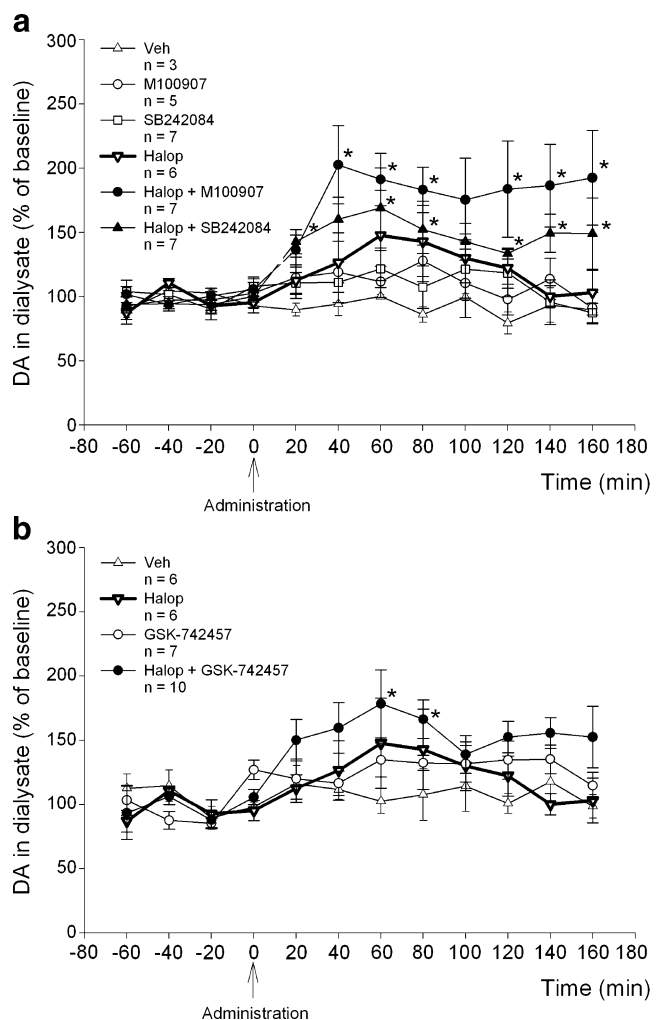 a
DA in dialysate (% of baseline)
300
250
200
150
100
50
0
Veh
n = 3
M100907
n = 5
SB242084
n = 7
Halop
n = 6
Halop + M100907
n = 7
Halop + SB242084
n = 7
* * * * * *
* * * * * *
-80 -60 -40 -20 0 20 40 60 80 100 120 140 160 180
Time (min)
Administration
b
DA in dialysate (% of baseline)
300
250
200
150
100
50
0
Veh
n = 6
Halop
n = 6
GSK-742457
n = 7
Halop + GSK-742457
n = 10
* *
-80 -60 -40 -20 0 20 40 60 80 100 120 140 160 180
Time (min)
Administration